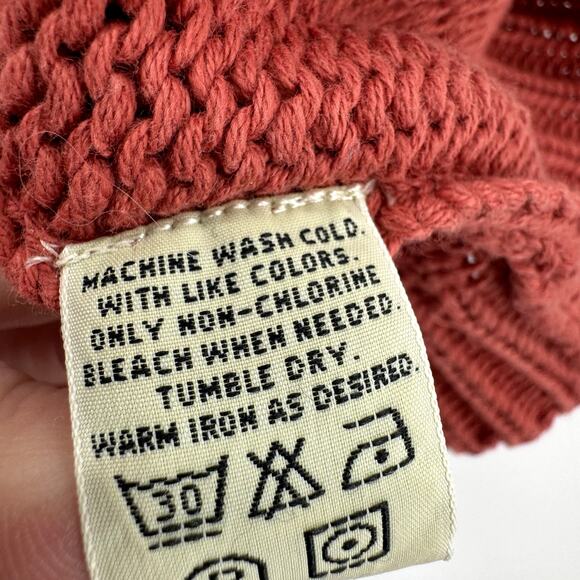 MACHINE WASH COLD.
WITH LIKE COLORS.
ONLY NON-CHLORINE
BLEACH WHEN NEEDED.
TUMBLE DRY.
WARM IRON AS DESIRED.
30